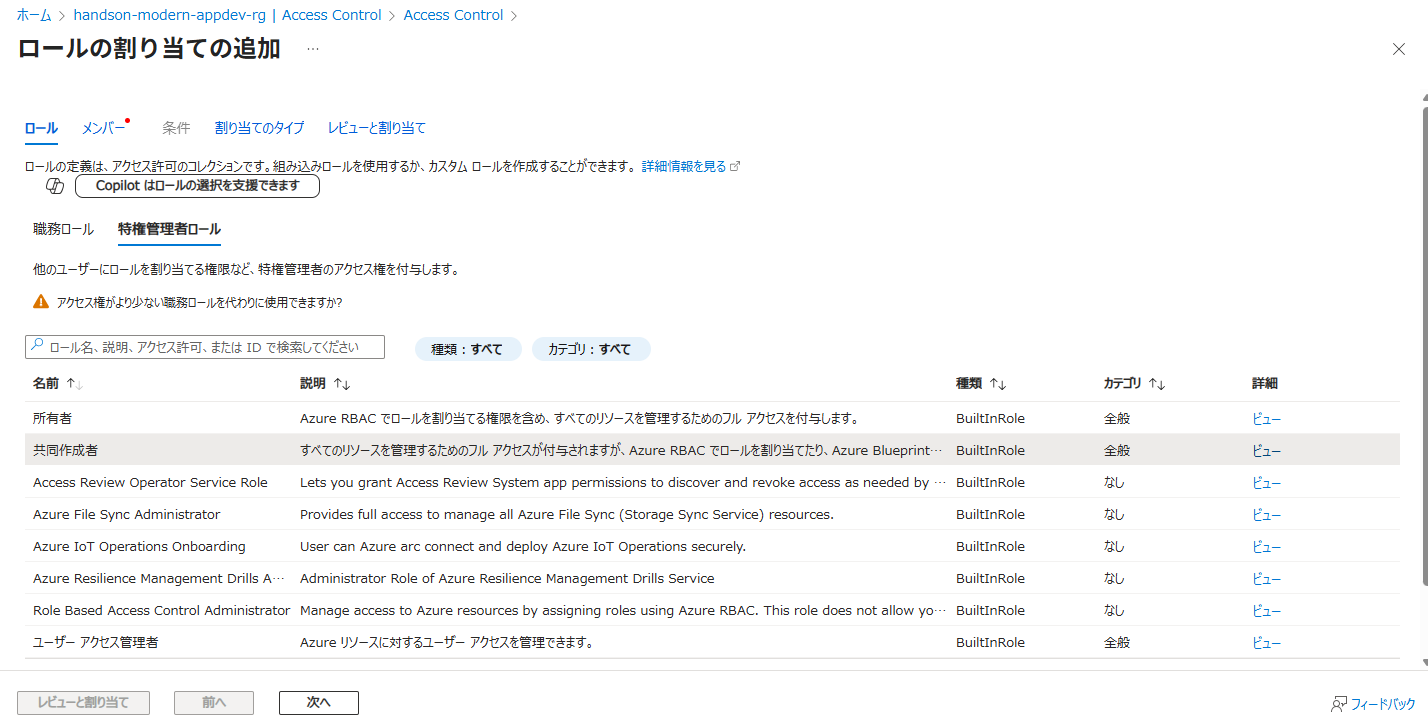 ホーム > handson-modern-appdev-rg | Access Control > Access Control >
ロールの割り当ての追加 ...
ロール メンバー 条件 割り当てのタイプ レビューと割り当て
ロールの定義は、アクセス許可のコレクションです。組み込みロールを使用するか、カスタム ロールを作成することができます。 詳細情報を見る
Copilot はロールの選択を支援できます
職務ロール 特権管理者ロール
他のユーザーにロールを割り当てる権限など、特権管理者のアクセス権を付与します。
アクセス権がより少ない職務ロールを代わりに使用できますか?
ロール名、説明、アクセス許可、または ID で検索してください 種類 : すべて カテゴリ : すべて
名前 ↑↓ 説明 ↑↓ 種類 ↑↓ カテゴリ ↑↓ 詳細
所有者 Azure RBAC でロールを割り当てる権限を含め、すべてのリソースを管理するためのフル アクセスを付与します。 BuiltInRole 全般 ビュー
共同作成者 すべてのリソースを管理するためのフル アクセスが付与されますが、Azure RBAC でロールを割り当てたり、Azure Blueprint… BuiltInRole 全般 ビュー
Access Review Operator Service Role Lets you grant Access Review System app permissions to discover and revoke access as needed by … BuiltInRole なし ビュー
Azure File Sync Administrator Provides full access to manage all Azure File Sync (Storage Sync Service) resources. BuiltInRole なし ビュー
Azure IoT Operations Onboarding User can Azure arc connect and deploy Azure IoT Operations securely. BuiltInRole なし ビュー
Azure Resilience Management Drills A… Administrator Role of Azure Resilience Management Drills Service BuiltInRole なし ビュー
Role Based Access Control Administrator Manage access to Azure resources by assigning roles using Azure RBAC. This role does not allow yo… BuiltInRole なし ビュー
ユーザー アクセス管理者 Azure リソースに対するユーザー アクセスを管理できます。 BuiltInRole 全般 ビュー
レビューと割り当て 前へ 次へ フィードバック